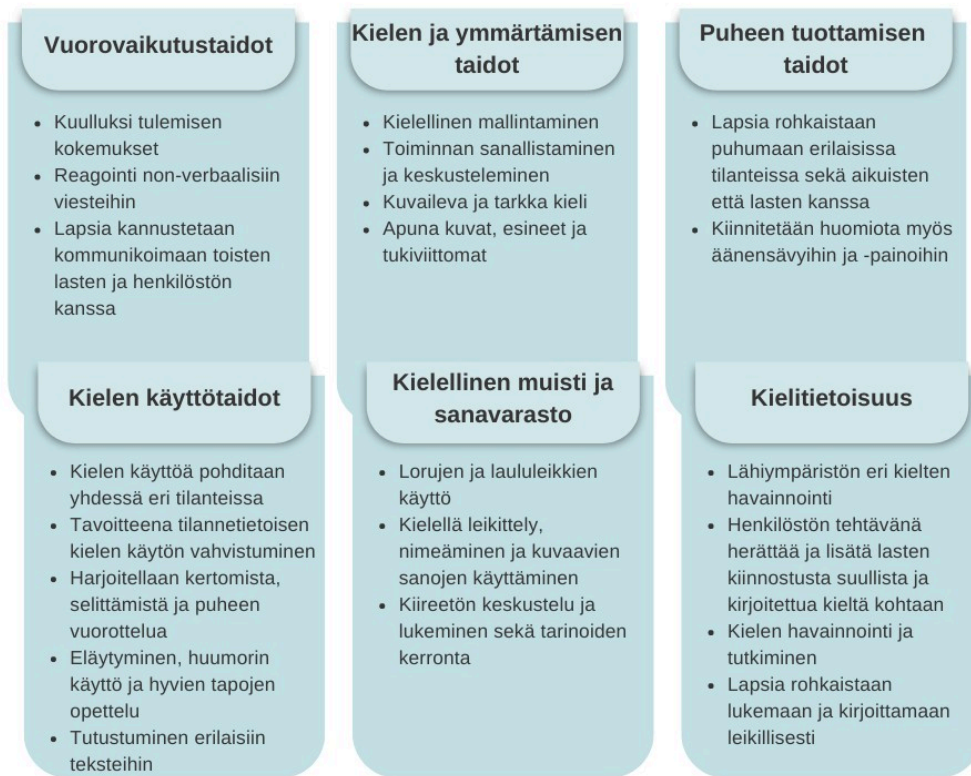 Vuorovaikutustaidot
• Kuulluksi tulemisen
kokemukset
• Reagointi non-verbaalisiin
viesteihin
• Lapsia kannustetaan
kommunikoimaan toisten
lasten ja henkilöstön
kanssa
Kielen ja ymmärtämisen
taidot
• Kielellinen mallintaminen
• Toiminnan sanallistaminen
ja keskusteleminen
• Kuvaileva ja tarkka kieli
• Apuna kuvat, esineet ja
tukiviittomat
Puheen tuottamisen
taidot
• Lapsia rohkaistaan
puhumaan erilaisissa
tilanteissa sekä aikuisten
että lasten kanssa
• Kiinnitetään huomiota myös
äänensävyihin ja -painoihin
Kielen käyttötaidot
• Kielen käyttöä pohditaan
yhdessä eri tilanteissa
• Tavoitteena tilannetietoisen
kielen käytön vahvistuminen
• Harjoitellaan kertomista,
selittämistä ja puheen
vuorottelua
• Eläytyminen, huumorin
käyttö ja hyvien tapojen
opettelu
• Tutustuminen erilaisiin
teksteihin
Kielellinen muisti ja
sanavarasto
• Lorujen ja laululeikkien
käyttö
• Kielellä leikittely,
nimeäminen ja kuvaavien
sanojen käyttäminen
• Kiireetön keskustelu ja
lukeminen sekä tarinoiden
kerronta
Kielitietoisuus
• Lähiympäristön eri kielten
havainnointi
• Henkilöstön tehtävänä
herättää ja lisätä lasten
kiinnostusta suullista ja
kirjoitettua kieltä kohtaan
• Kielen havainnointi ja
tutkiminen
• Lapsia rohkaistaan
lukemaan ja kirjoittamaan
leikillisesti